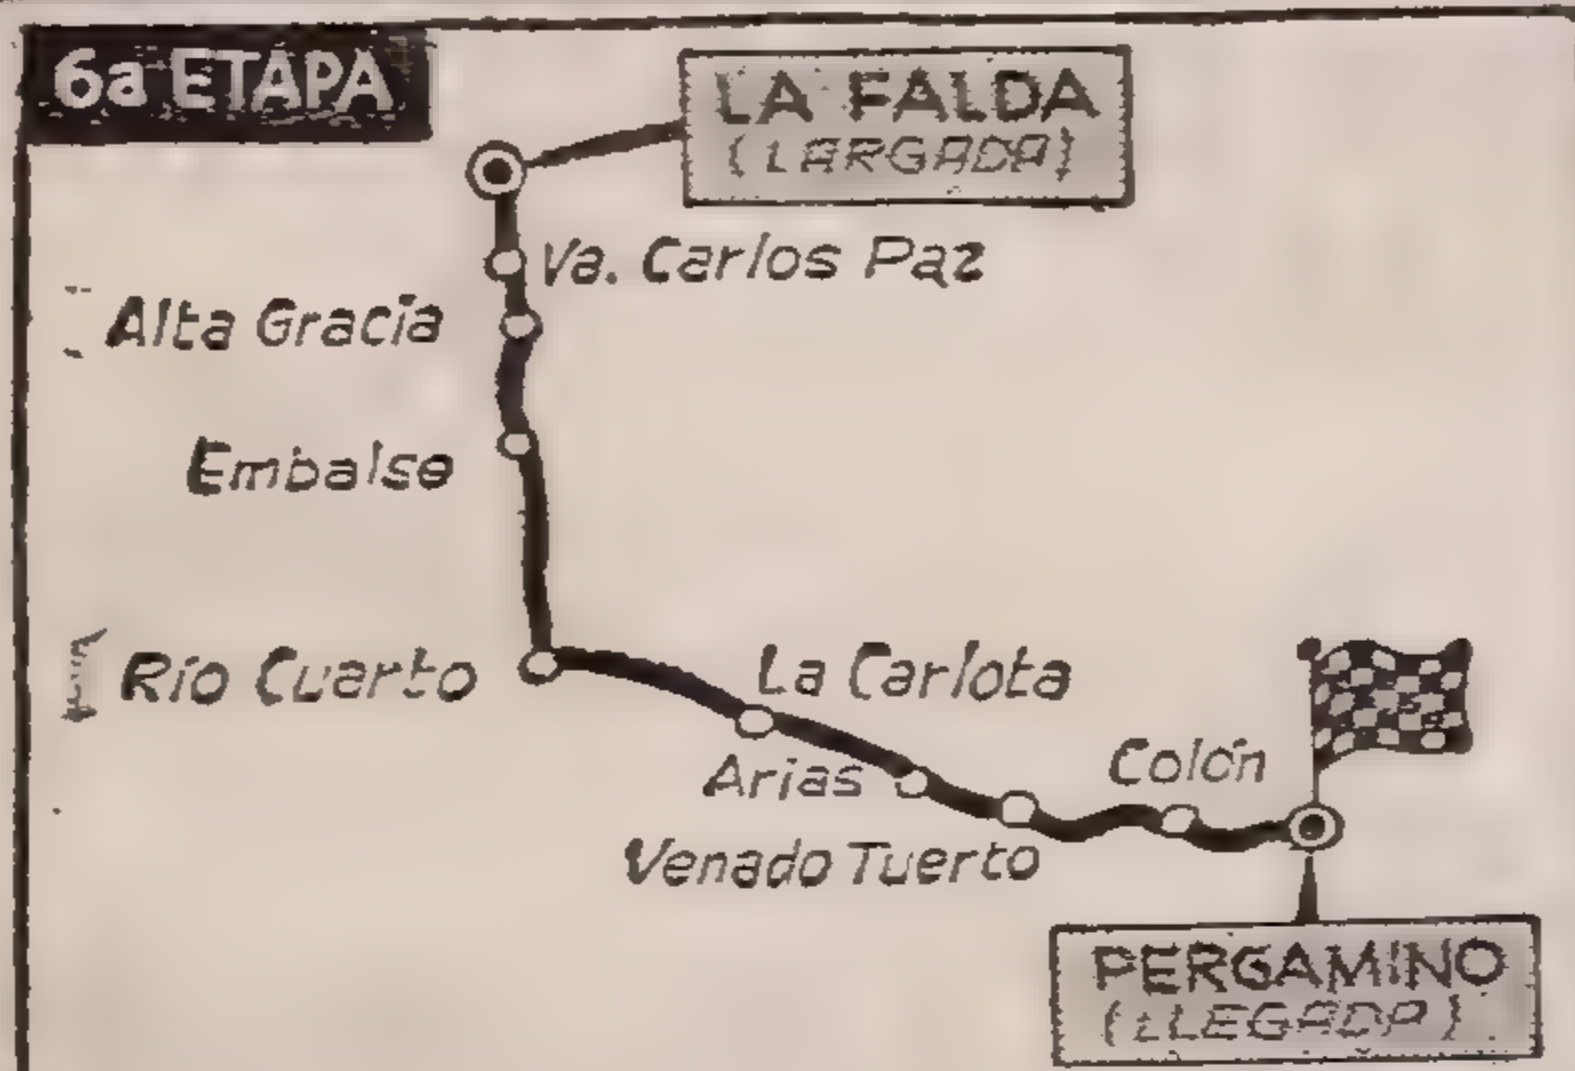 6a ETAPA
LA FALDA
(LARGADA)
Va. Carlos Paz
Alta Gracia
Embalse
Río Cuarto
La Carlota
Arias
Colón
Venado Tuerto
PERGAMINO
(LLEGADA)